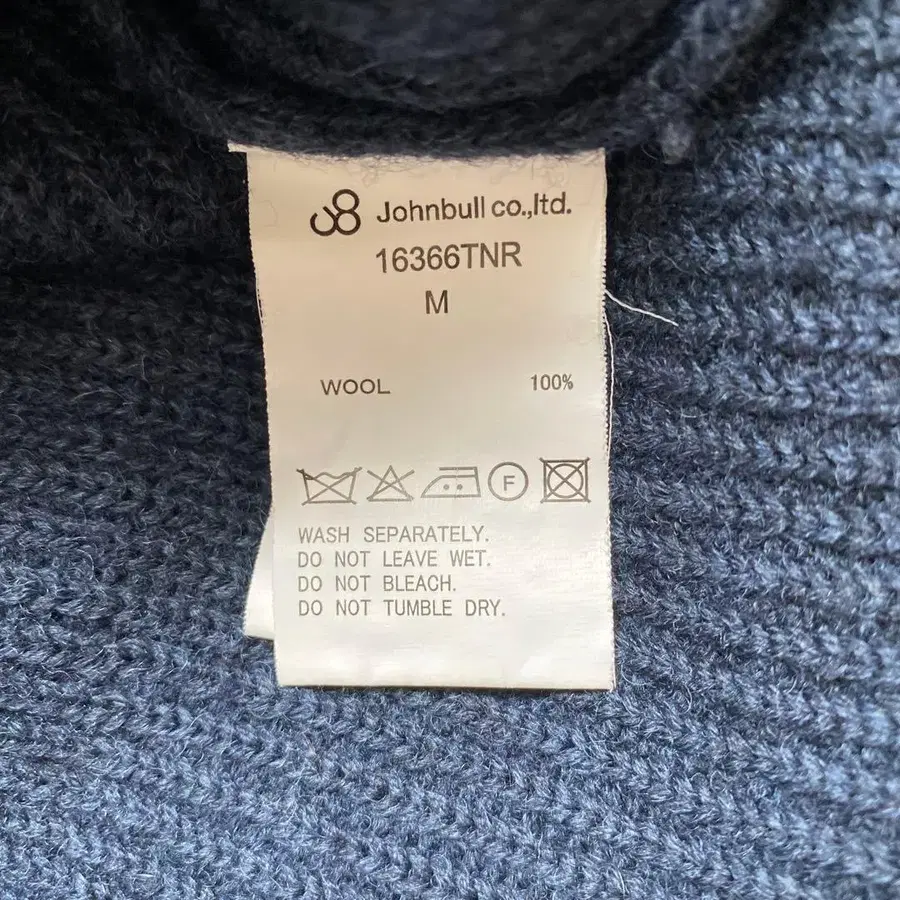 J8 Johnbull co.,ltd.
16366TNR
M
WOOL 100%
F
WASH SEPARATELY.
DO NOT LEAVE WET.
DO NOT BLEACH.
DO NOT TUMBLE DRY.